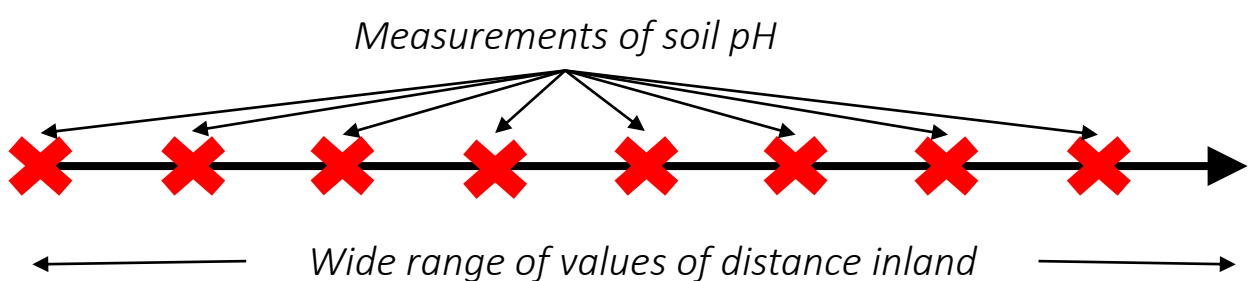 Measurements of soil pH
Wide range of values of distance inland